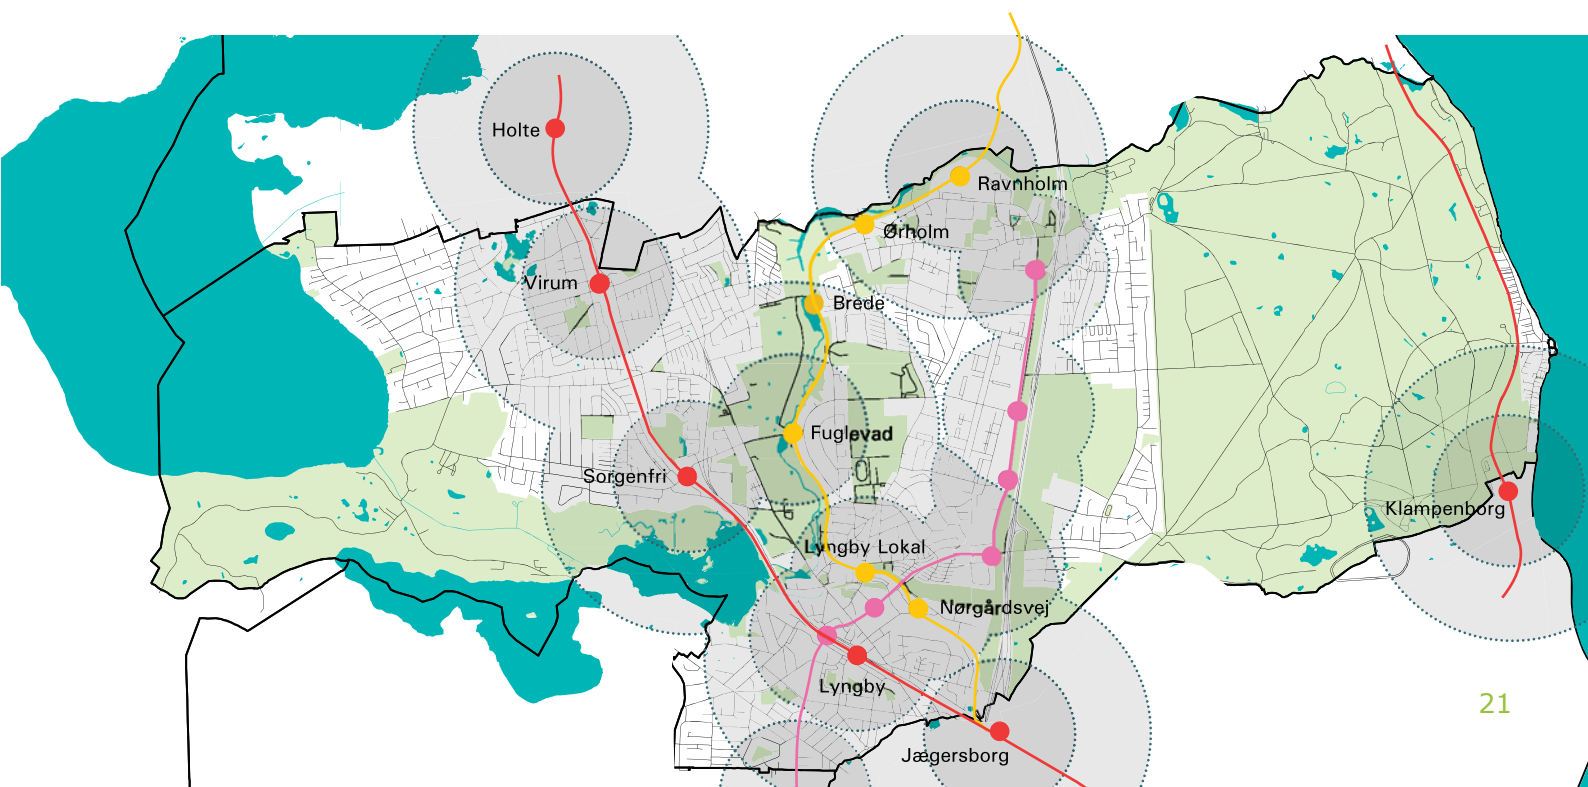 Holte
Ravnholm
Ørholm
Virum
Brede
Fuglevad
Sorgenfri
Klampenborg
Lyngby Lokal
Nørgårdsvej
Lyngby
21
Jægersborg